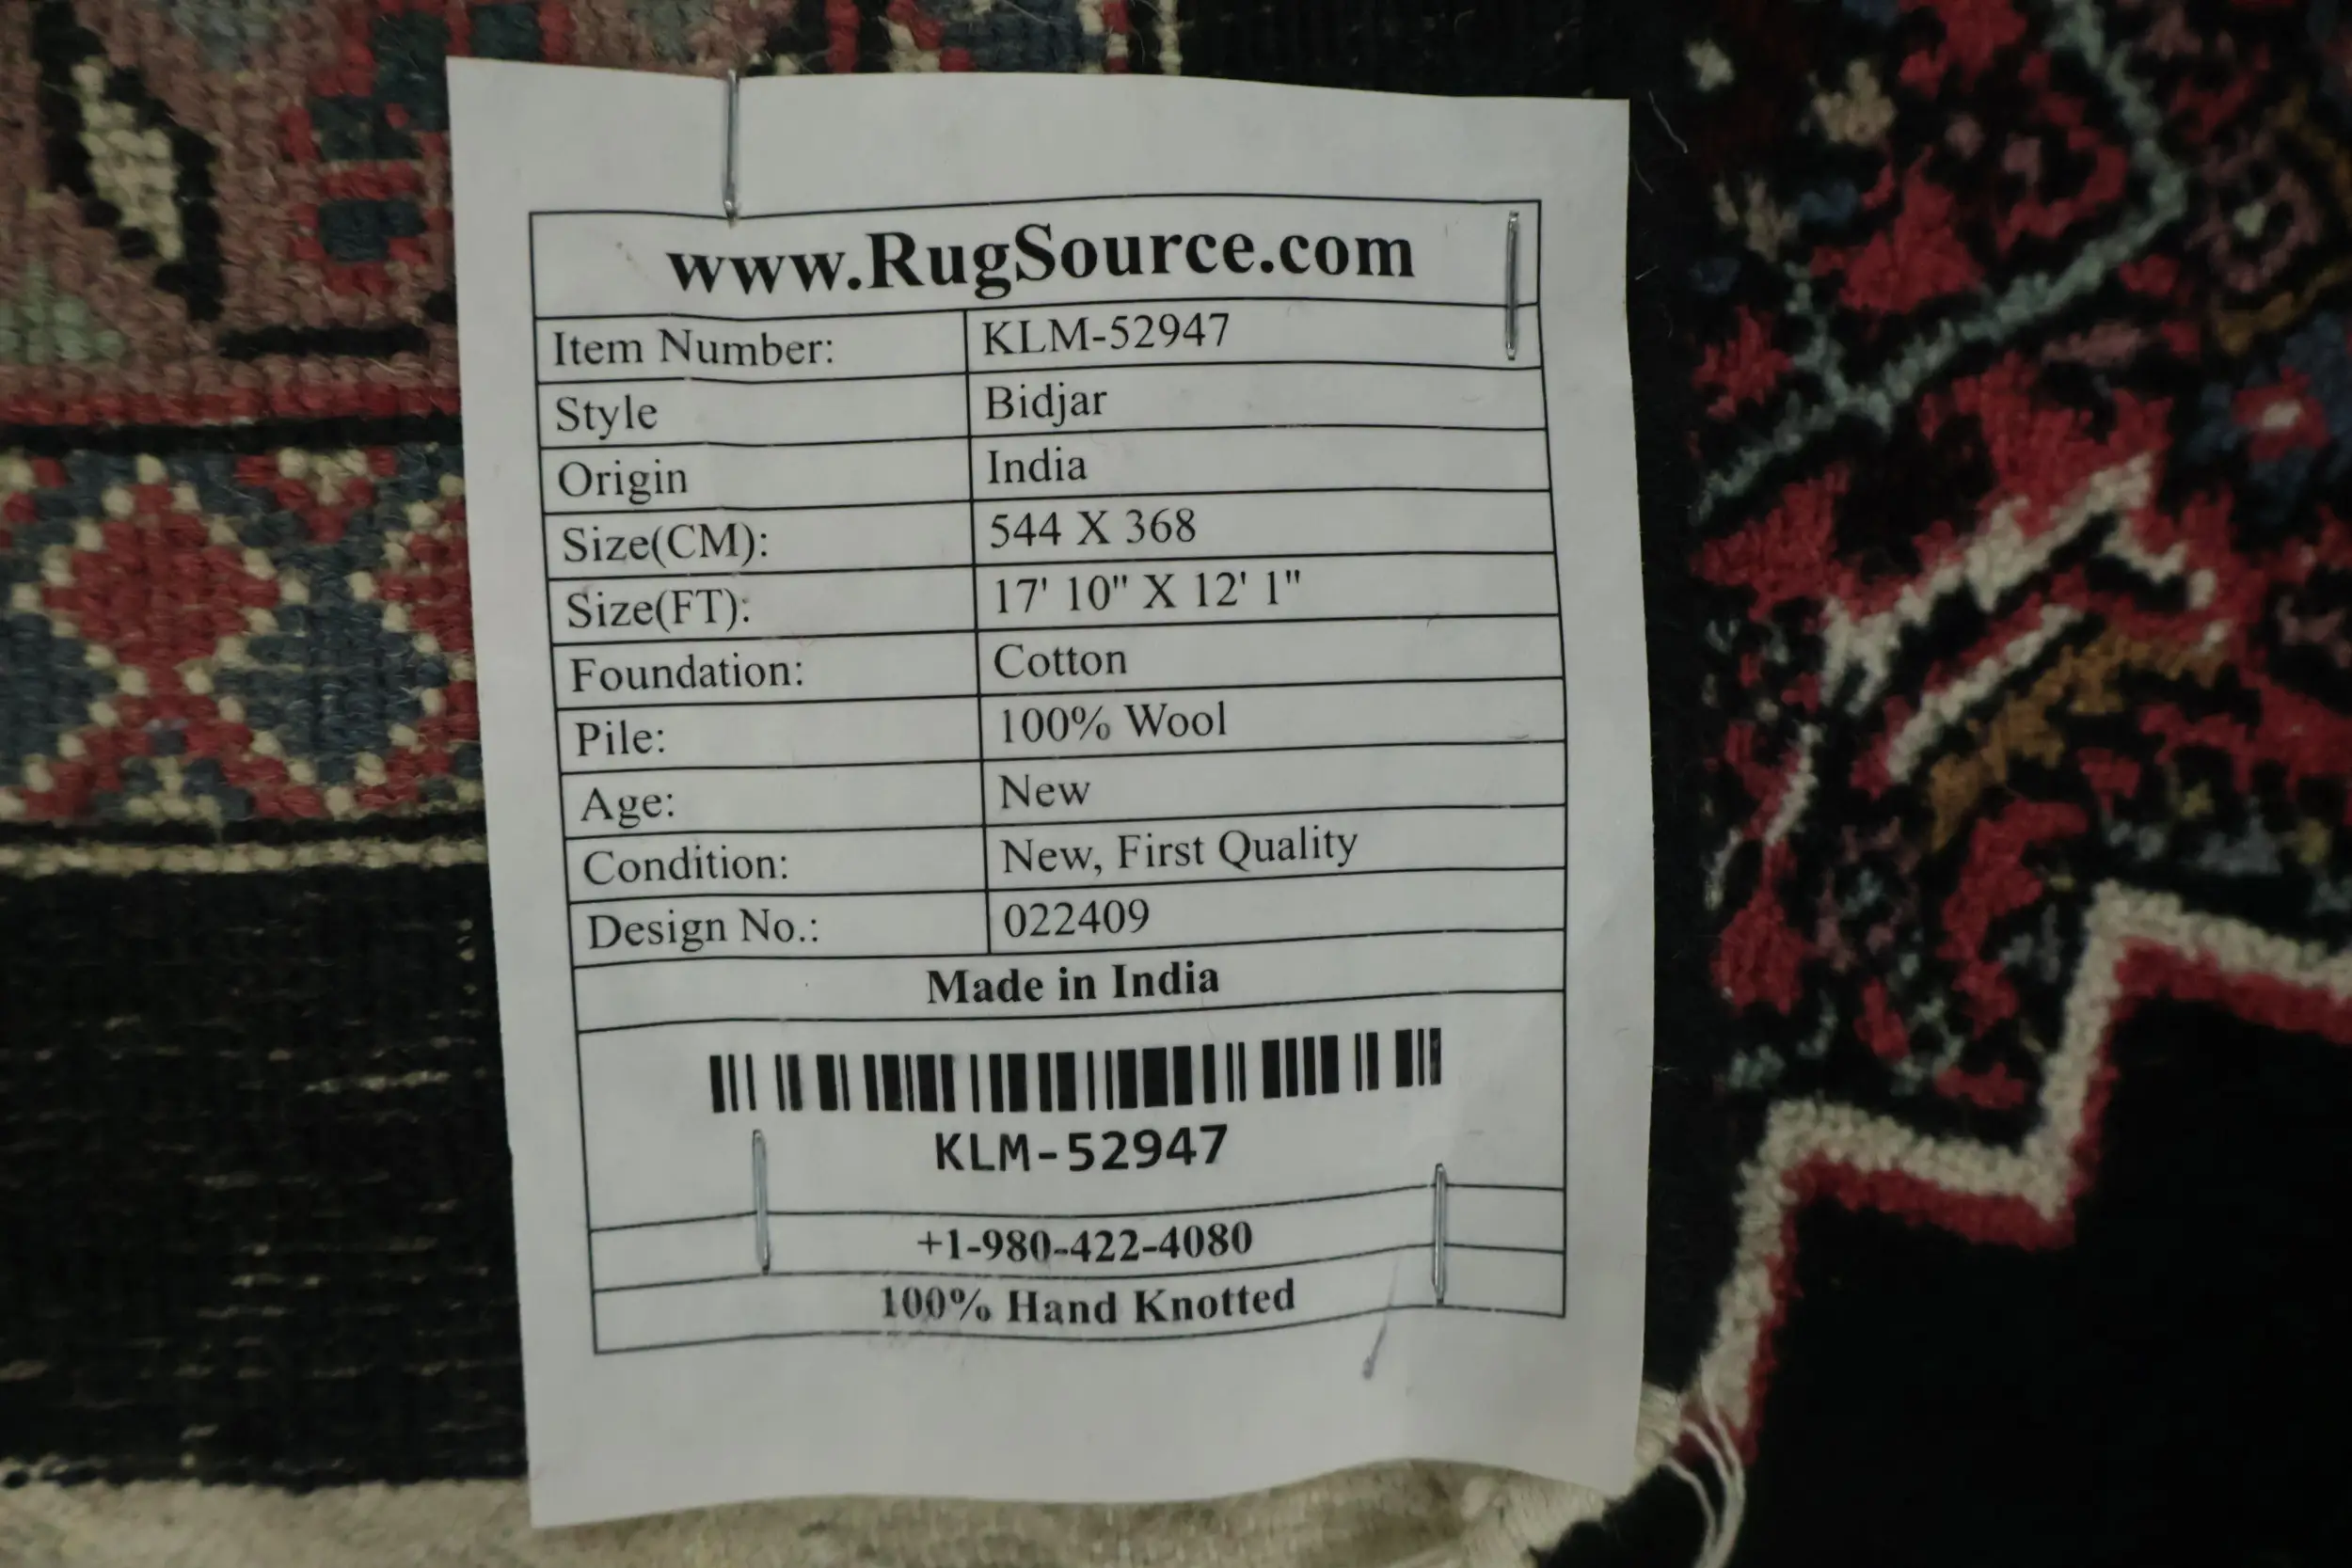 www.RugSource.com
Item Number: KLM-52947
Style Bidjar
Origin India
Size(CM): 544 X 368
Size(FT): 17' 10" X 12' 1"
Foundation: Cotton
Pile: 100% Wool
Age: New
Condition: New, First Quality
Design No.: 022409
Made in India
KLM-52947
+1-980-422-4080
100% Hand Knotted